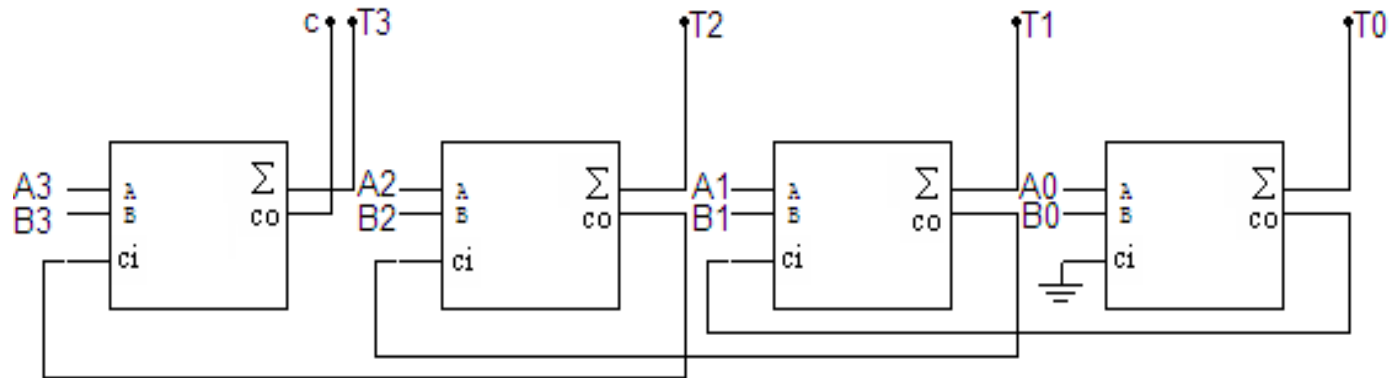 c T3 T2 T1 T0
A3 A Σ A2 A Σ A1 A Σ A0 A Σ
B3 B co B2 B co B1 B co B0 B co
ci ci ci ci